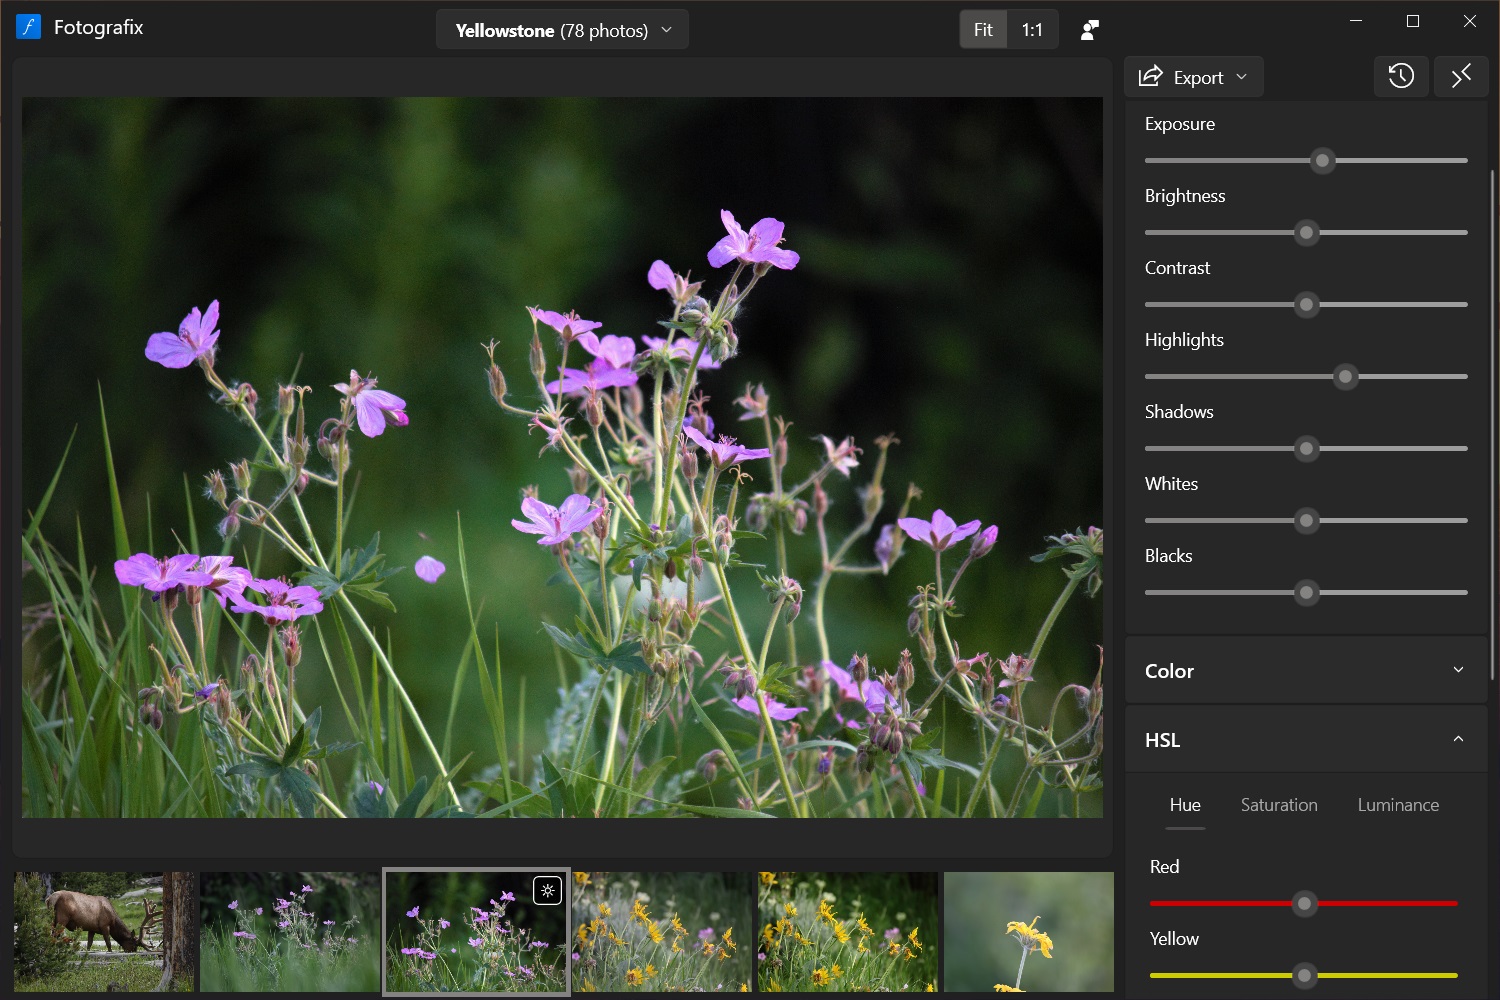 Fotografix
Yellowstone (78 photos)
Fit 1:1
Export
Exposure
Brightness
Contrast
Highlights
Shadows
Whites
Blacks
Color
HSL
Hue Saturation Luminance
Red
Yellow